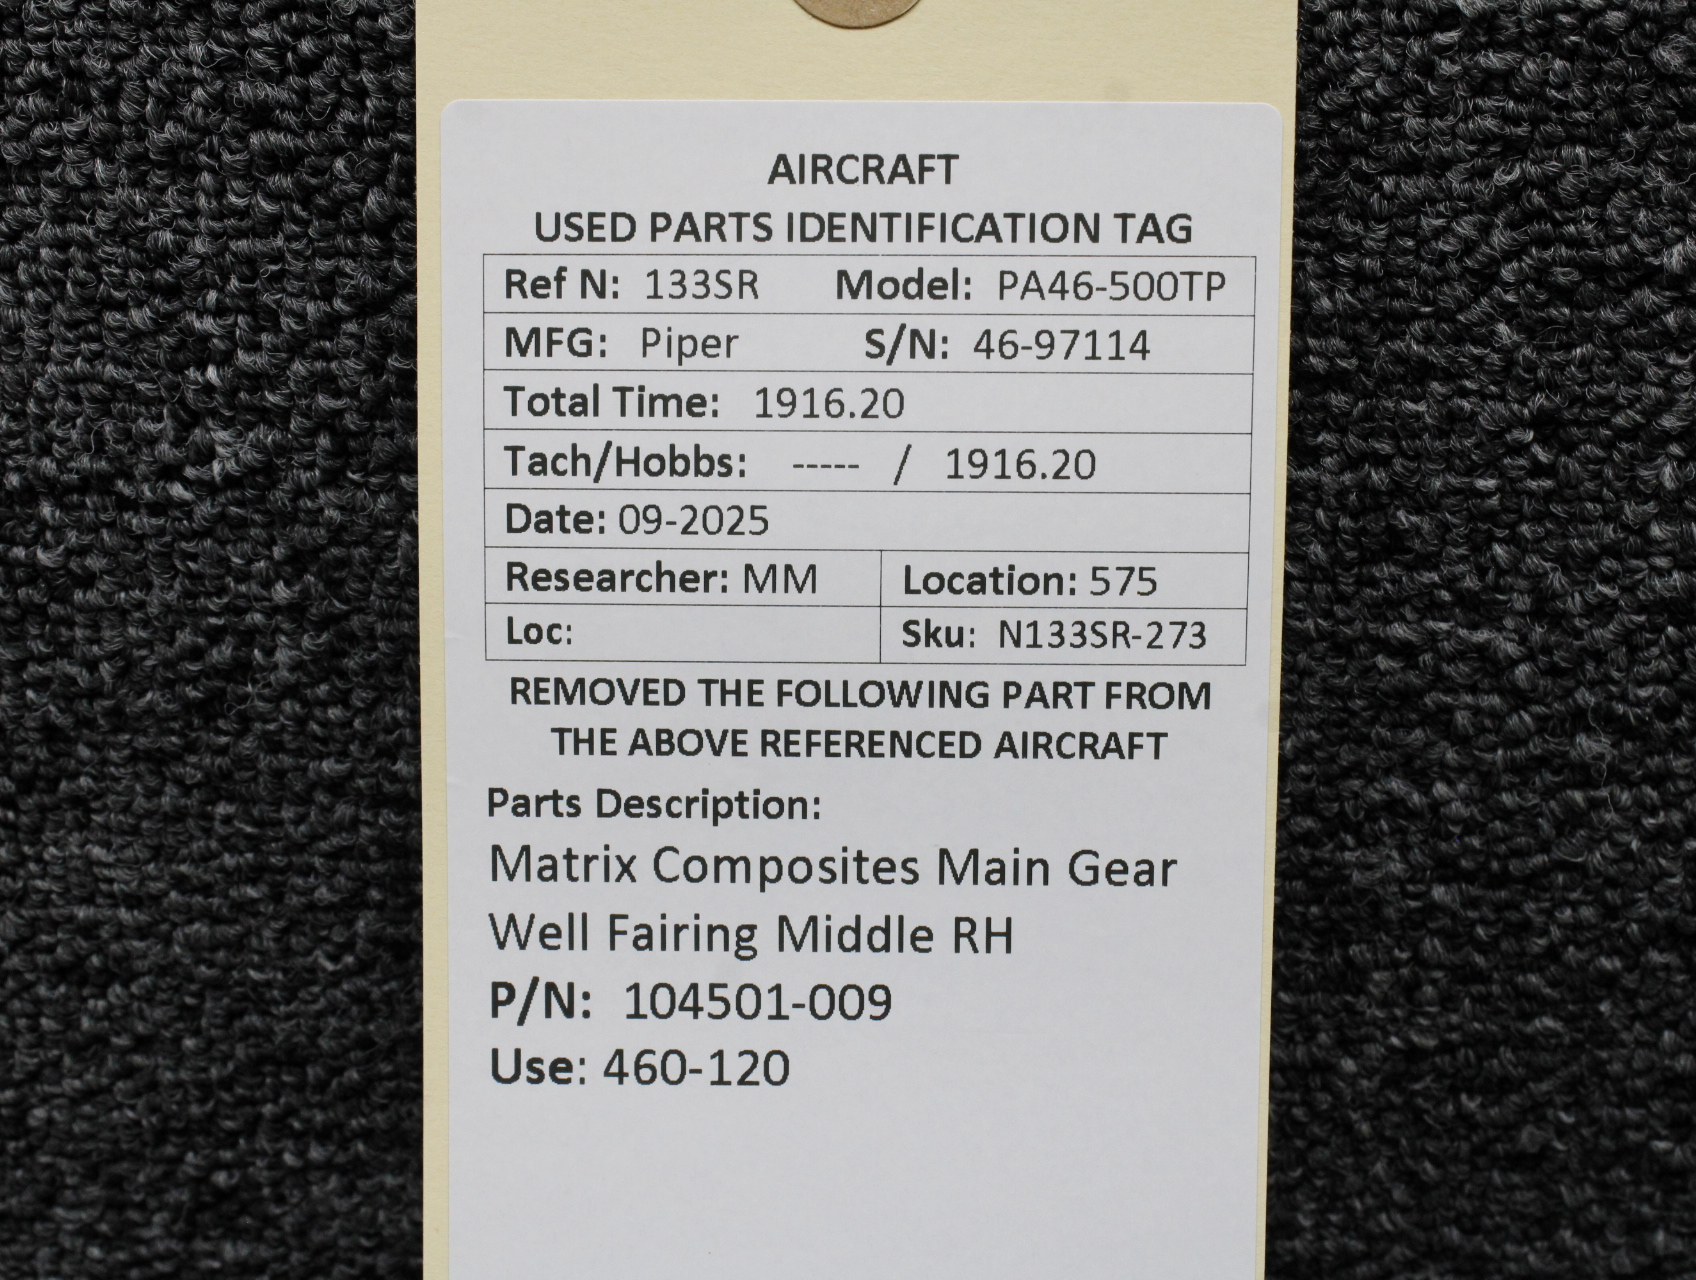 AIRCRAFT
USED PARTS IDENTIFICATION TAG
Ref N: 133SR Model: PA46-500TP
MFG: Piper S/N: 46-97114
Total Time: 1916.20
Tach/Hobbs: ----- / 1916.20
Date: 09-2025
Researcher: MM Location: 575
Loc: Sku: N133SR-273
REMOVED THE FOLLOWING PART FROM
THE ABOVE REFERENCED AIRCRAFT
Parts Description:
Matrix Composites Main Gear
Well Fairing Middle RH
P/N: 104501-009
Use: 460-120